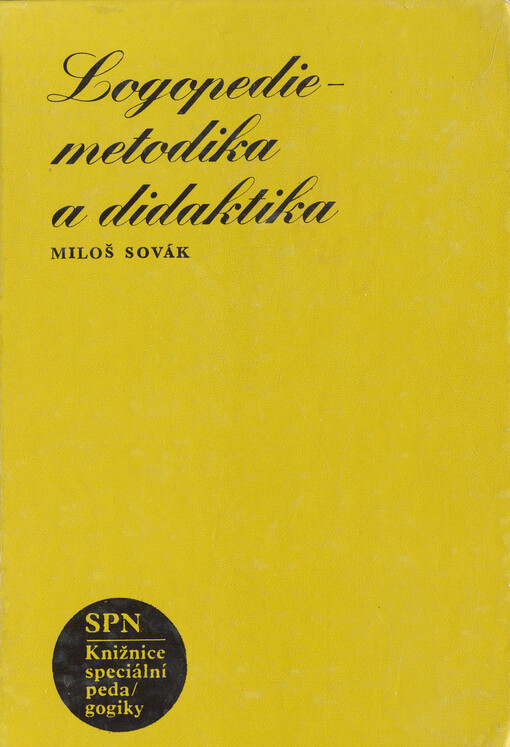 Logopedie-
metodika
a didaktika
MILOŠ SOVÁK
SPN
Knižnice
speciální
peda/
gogiky